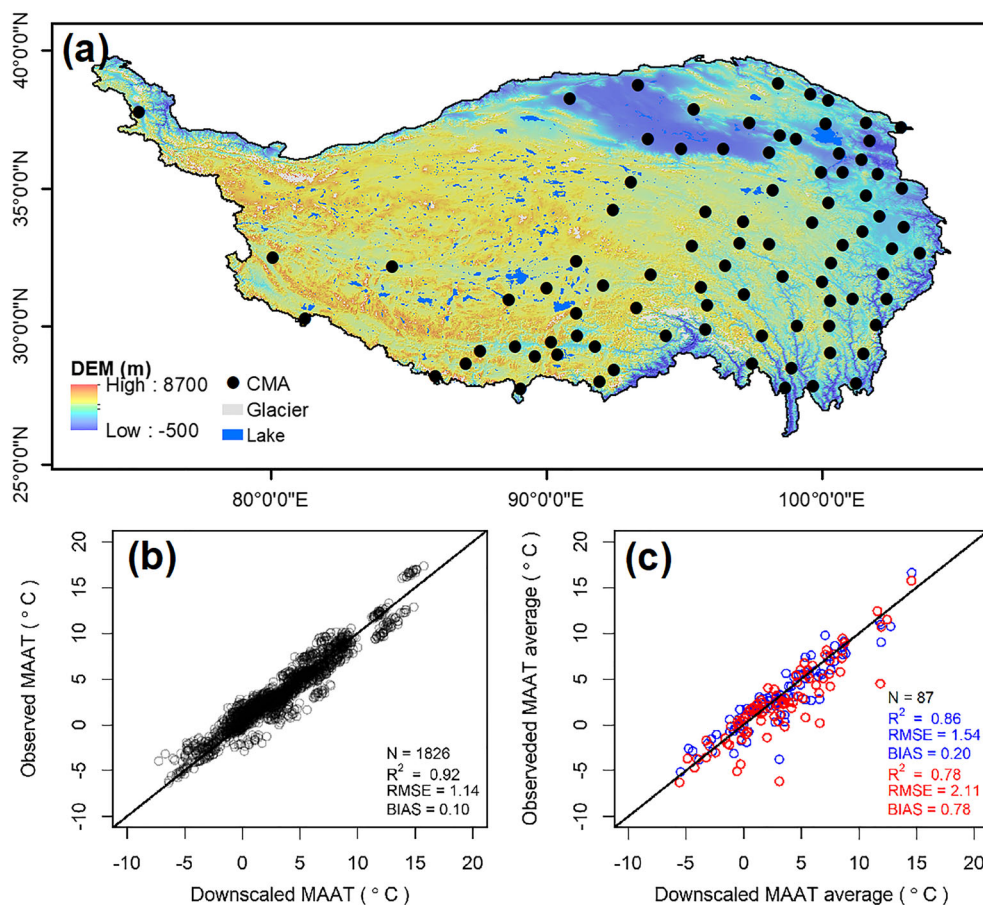 (a)
40°0'0"N
35°0'0"N
30°0'0"N
25°0'0"N
DEM (m)
High : 8700
Low : -500
CMA
Glacier
Lake
80°0'0"E 90°0'0"E 100°0'0"E
(b)
Observed MAAT ( ° C )
20
15
10
5
0
-5
-10
N = 1826
R² = 0.92
RMSE = 1.14
BIAS = 0.10
-10 -5 0 5 10 15 20
Downscaled MAAT ( ° C )
(c)
Observeded MAAT average ( ° C )
20
15
10
5
0
-5
-10
N = 87
R² = 0.86
RMSE = 1.54
BIAS = 0.20
R² = 0.78
RMSE = 2.11
BIAS = 0.78
-10 -5 0 5 10 15 20
Downscaled MAAT average ( ° C )